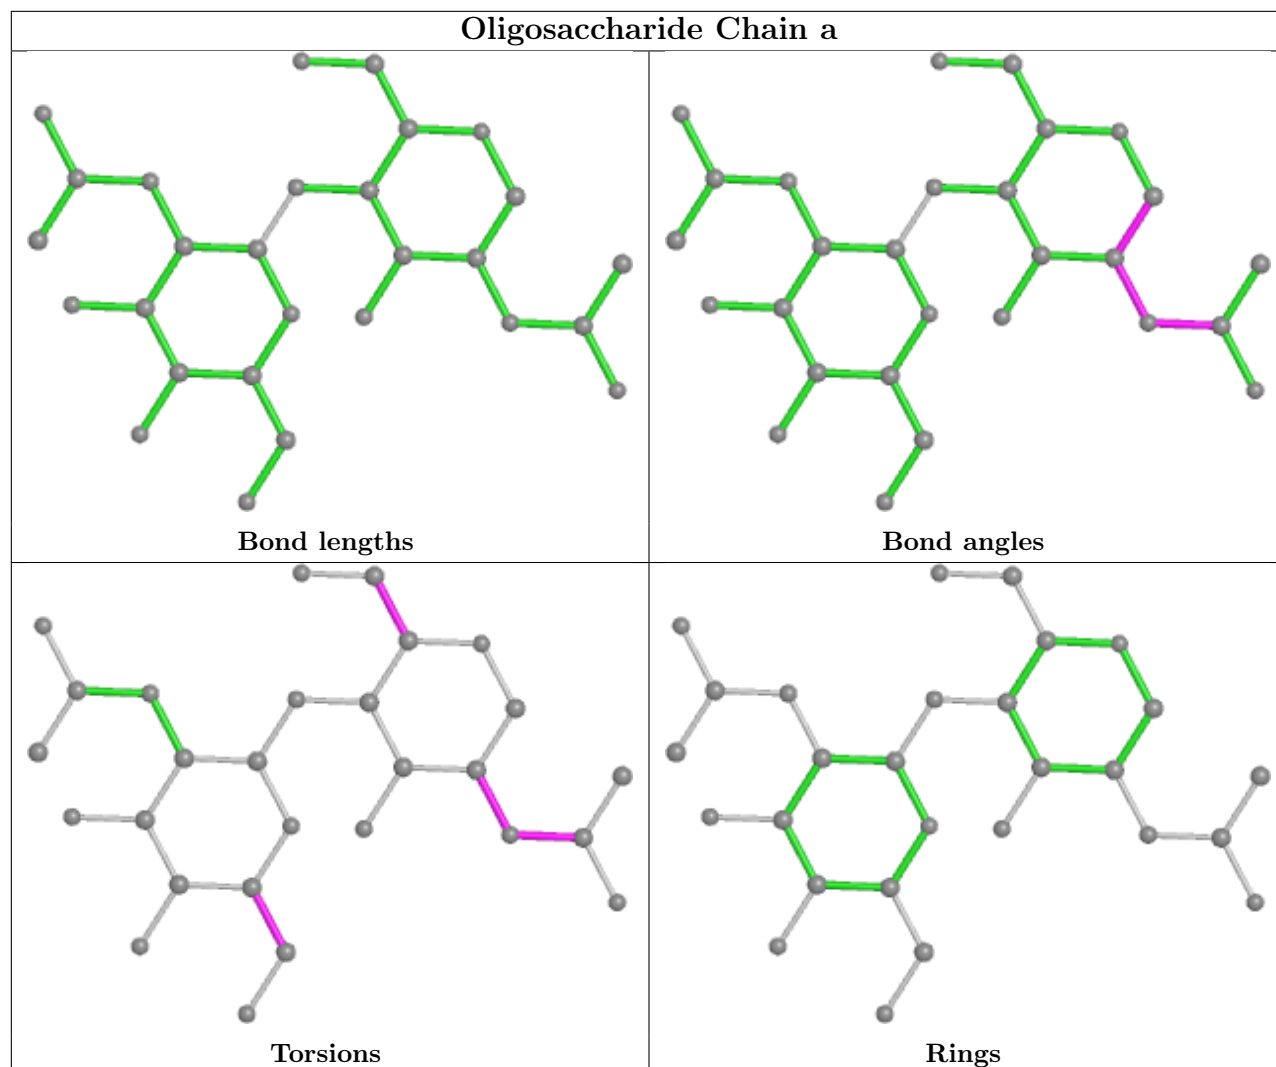 Oligosaccharide Chain a
Bond lengths
Bond angles
Torsions
Rings